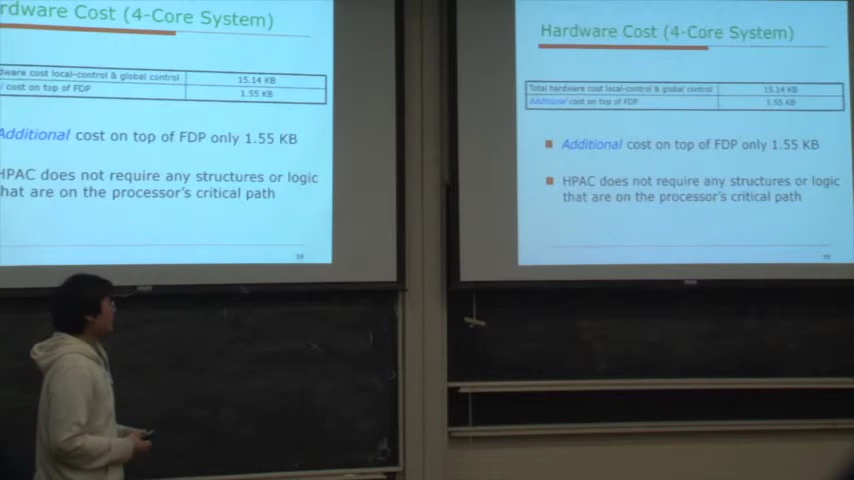 rdware Cost (4-Core System)
dware cost local-control & global control 15.14 KB
cost on top of FDP 1.55 KB
Additional cost on top of FDP only 1.55 KB
HPAC does not require any structures or logic
that are on the processor's critical path
Hardware Cost (4-Core System)
Total hardware cost local-control & global control 15.14 KB
Additional cost on top of FDP 1.55 KB
Additional cost on top of FDP only 1.55 KB
HPAC does not require any structures or logic
that are on the processor's critical path